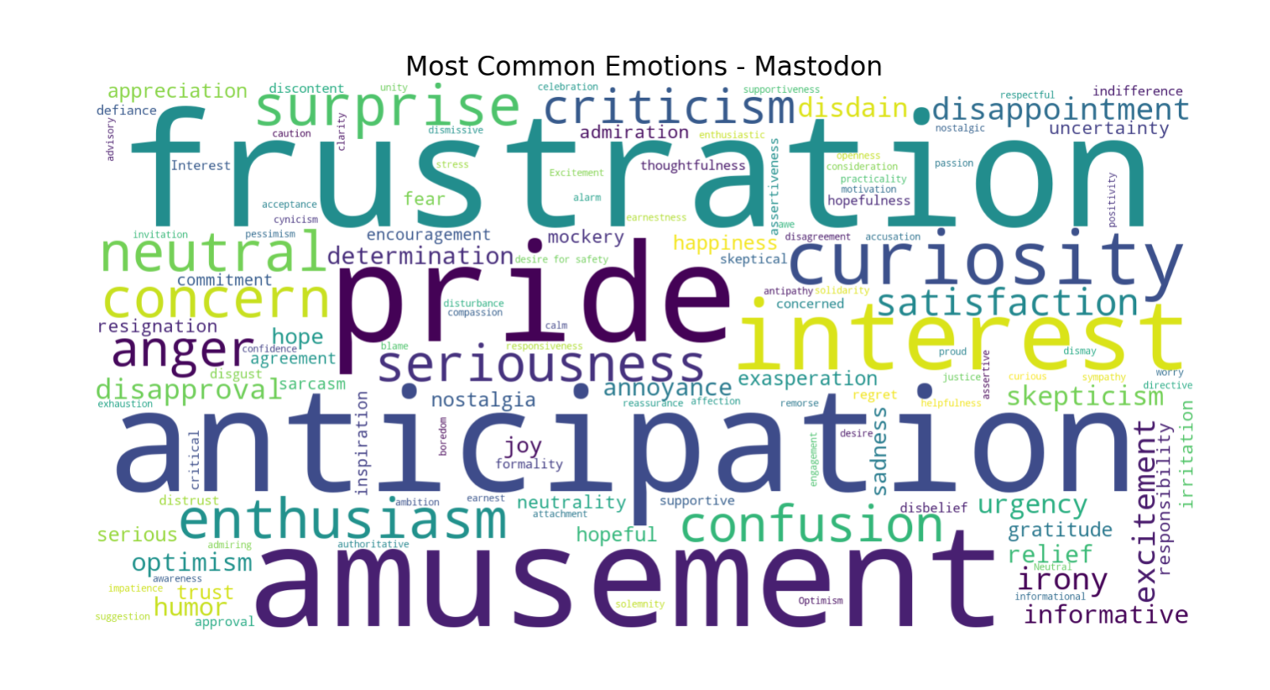 Most Common Emotions - Mastodon
appreciation discontent unity celebration supportiveness respectful indifference
defiance surprise criticism disdain disappointment
advisory caution clarity dismissive admiration enthusiastic nostalgic uncertainty
frustration
Interest stress Excitement thoughtfulness assertiveness openness consideration passion
practicality motivation hopefulness positivity
acceptance fear alarm
cynicism earnestness awe
invitation pessimism encouragement mockery happiness disagreement accusation
neutral determination desire for safety skeptical curiosity
commitment pride antipathy solidarity
concern disturbance compassion concerned satisfaction
resignation hope calm interest
anger confidence agreement blame responsiveness proud dismay
disgust seriousness exasperation justice assertive curious sympathy worry
disapproval sarcasm annoyance regret directive
exhaustion nostalgia reassurance affection remorse helpfulness skepticism
anticipation
critical inspiration boredom joy formality engagement desire sadness irritation
distrust ambition earnest neutrality supportive disbelief urgency excitement responsibility
enthusiasm attachment confusion gratitude
serious admiring authoritative hopeful relief
optimism amusement Neutral
awareness irony
impatience trust informational
humor solemnity Optimism informative
suggestion approval